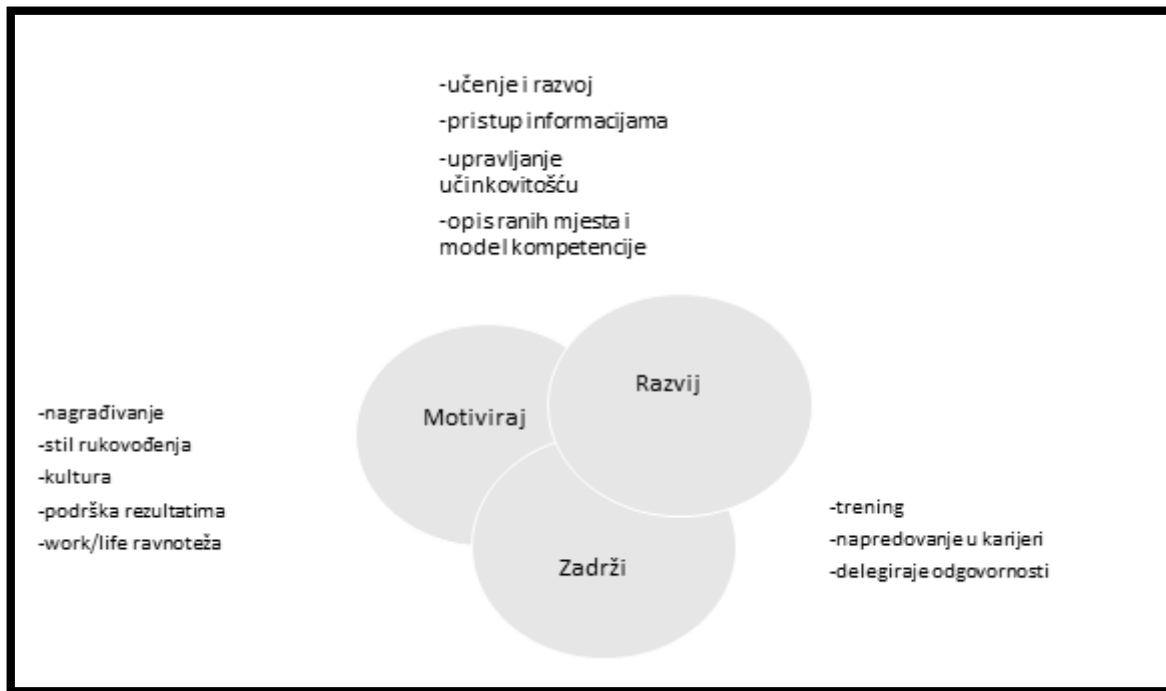 -učenje i razvoj
-pristup informacijama
-upravljanje
učinkovitošću
-opis ranih mjesta i
model kompetencije
Razvij
Motiviraj
-nagrađivanje
-stil rukovođenja
-kultura
-podrška rezultatima
-work/life ravnoteža
-trening
-napredovanje u karijeri
-delegiraje odgovornosti
Zadrži